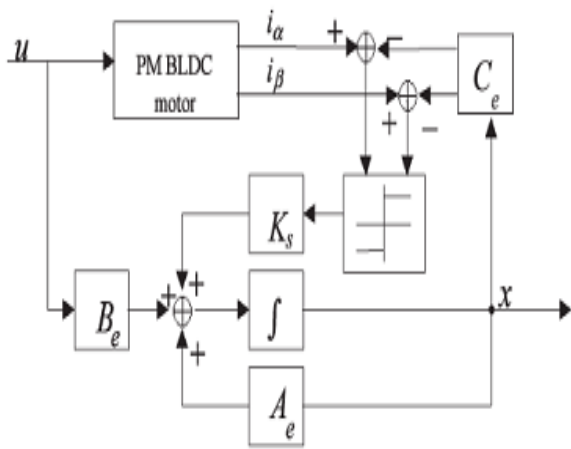 u
PM BLDC
motor
iα
iβ
+
−
+
−
Ce
Ks
+
+
+
Be
∫
x
Ae